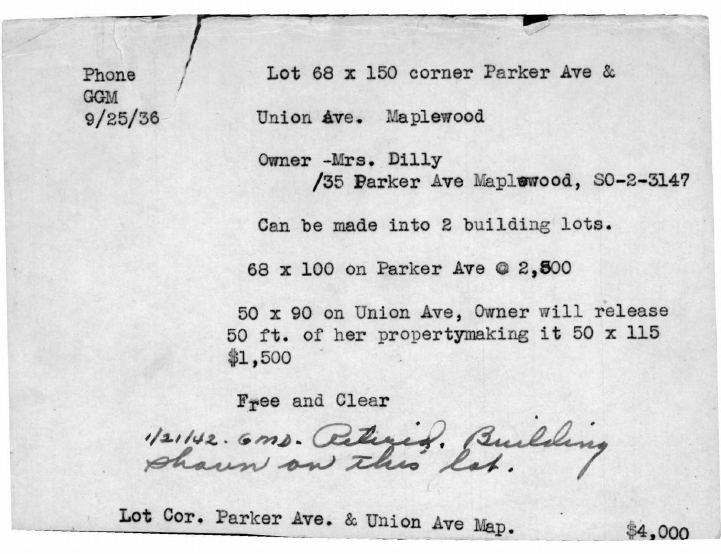 Phone
GGM
9/25/36
Lot 68 x 150 corner Parker Ave &
Union Ave. Maplewood
Owner -Mrs. Dilly
/35 Parker Ave Maplewood, SO-2-3147
Can be made into 2 building lots.
68 x 100 on Parker Ave @ 2,500
50 x 90 on Union Ave, Owner will release
50 ft. of her propertymaking it 50 x 115
$1,500
Free and Clear
1/21/42. GMD. Retired. Building
shown on this lot.
Lot Cor. Parker Ave. & Union Ave Map. $4,000